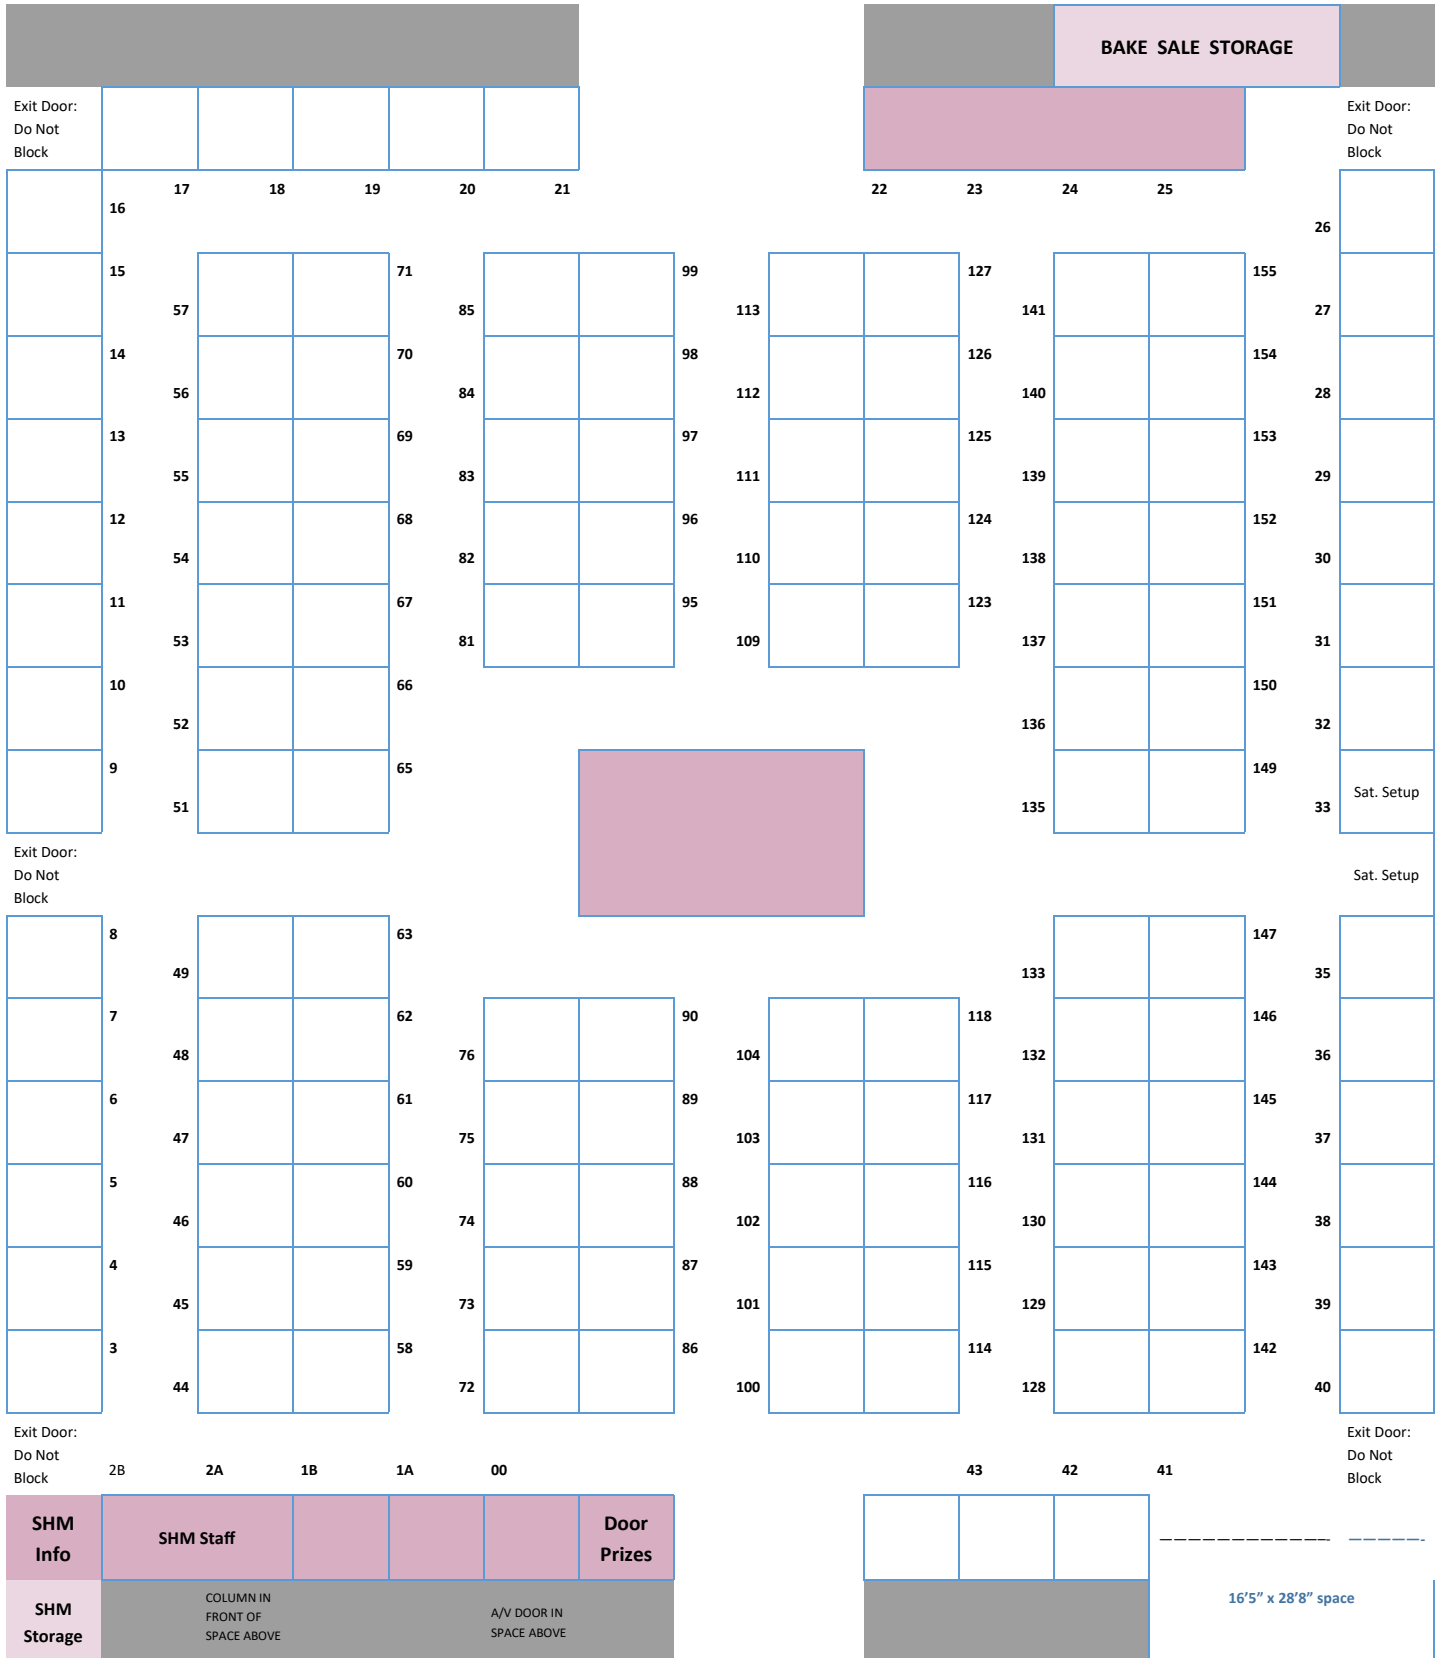 BAKE SALE STORAGE
Exit Door:
Do Not
Block
Exit Door:
Do Not
Block
17 18 19 20 21 22 23 24 25
16
26
15 71 99 127 155
57 85 113 141 27
14 70 98 126 154
56 84 112 140 28
13 69 97 125 153
55 83 111 139 29
12 68 96 124 152
54 82 110 138 30
11 67 95 123 151
53 81 109 137 31
10 66 150
52 136 32
9 65 149
Sat. Setup
51 135 33
Exit Door:
Do Not
Block
Sat. Setup
8 63 147
49 133 35
7 62 90 118 146
48 76 104 132 36
6 61 89 117 145
47 75 103 131 37
5 60 88 116 144
46 74 102 130 38
4 59 87 115 143
45 73 101 129 39
3 58 86 114 142
44 72 100 128 40
Exit Door:
Do Not
Block
2B 2A 1B 1A 00 43 42 41
Exit Door:
Do Not
Block
SHM
Info
SHM Staff
Door
Prizes
SHM
Storage
COLUMN IN
FRONT OF
SPACE ABOVE
A/V DOOR IN
SPACE ABOVE
16’5” x 28’8” space